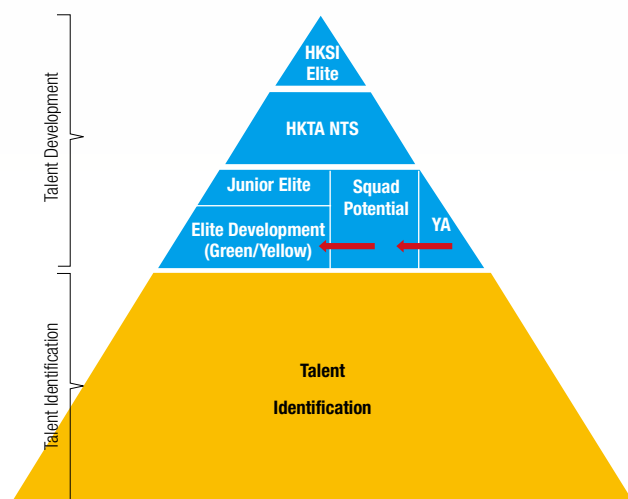 HKSI
Elite
HKTA NTS
Junior Elite
Squad
Potential
YA
Elite Development
(Green/Yellow)
Talent
Identification
Talent Development
Talent Identification